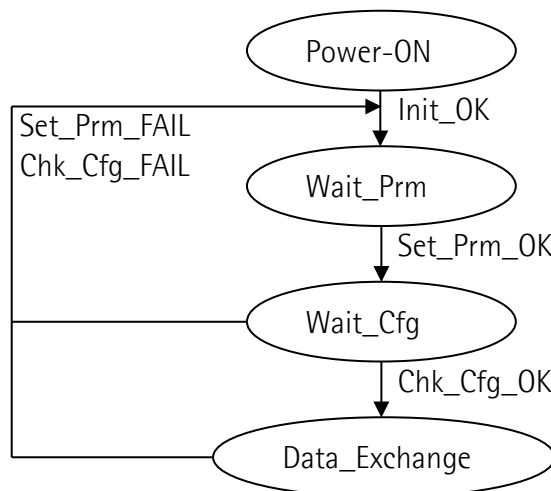 Power-ON
Init_OK
Set_Prm_FAIL
Chk_Cfg_FAIL
Wait_Prm
Set_Prm_OK
Wait_Cfg
Chk_Cfg_OK
Data_Exchange